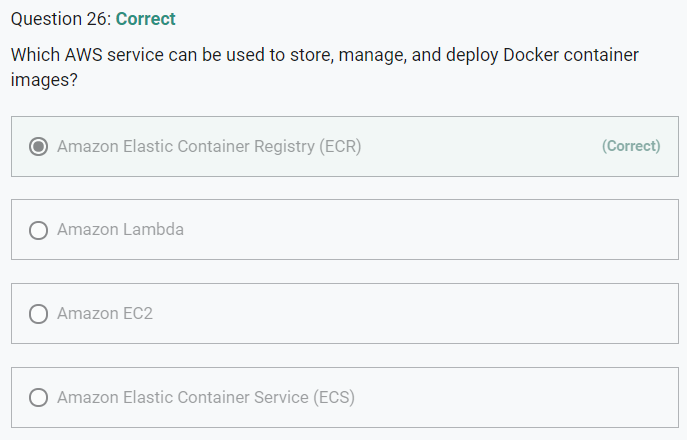 Question 26: Correct
Which AWS service can be used to store, manage, and deploy Docker container
images?
Amazon Elastic Container Registry (ECR) (Correct)
Amazon Lambda
Amazon EC2
Amazon Elastic Container Service (ECS)